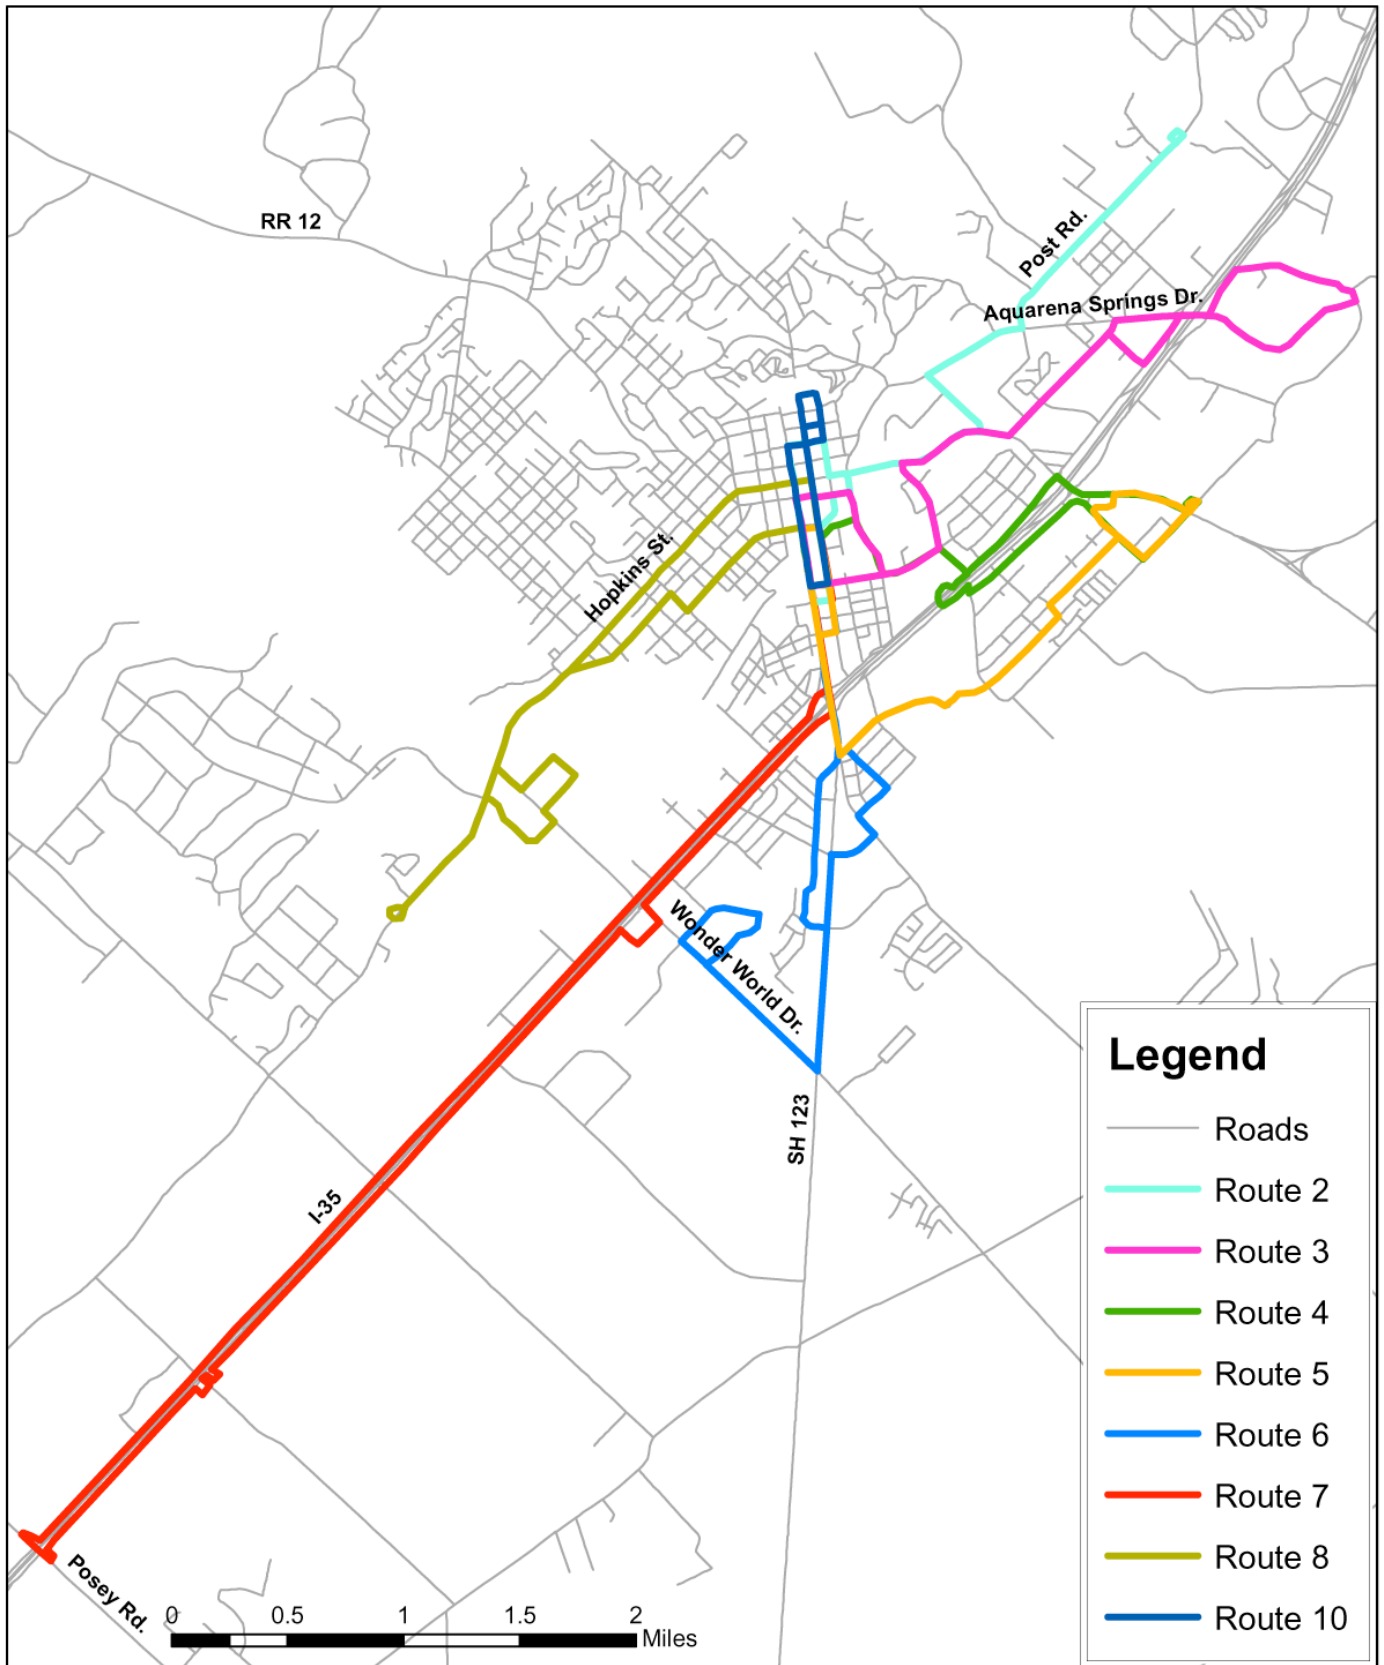 RR 12
Post Rd.
Aquarena Springs Dr.
Hopkins St.
Wonder World Dr.
SH 123
I-35
Posey Rd.
0 0.5 1 1.5 2
Miles
Legend
Roads
Route 2
Route 3
Route 4
Route 5
Route 6
Route 7
Route 8
Route 10